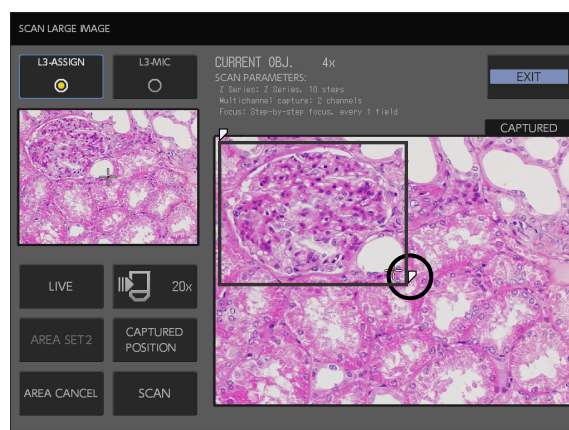 SCAN LARGE IMAGE
L3-ASSIGN
L3-MIC
CURRENT OBJ. 4x
SCAN PARAMETERS:
Z Series: Z Series, 10 steps
Multichannel capture: 2 channels
Focus: Step-by-step focus, every 1 field
EXIT
CAPTURED
LIVE
20x
AREA SET2
CAPTURED
POSITION
AREA CANCEL
SCAN